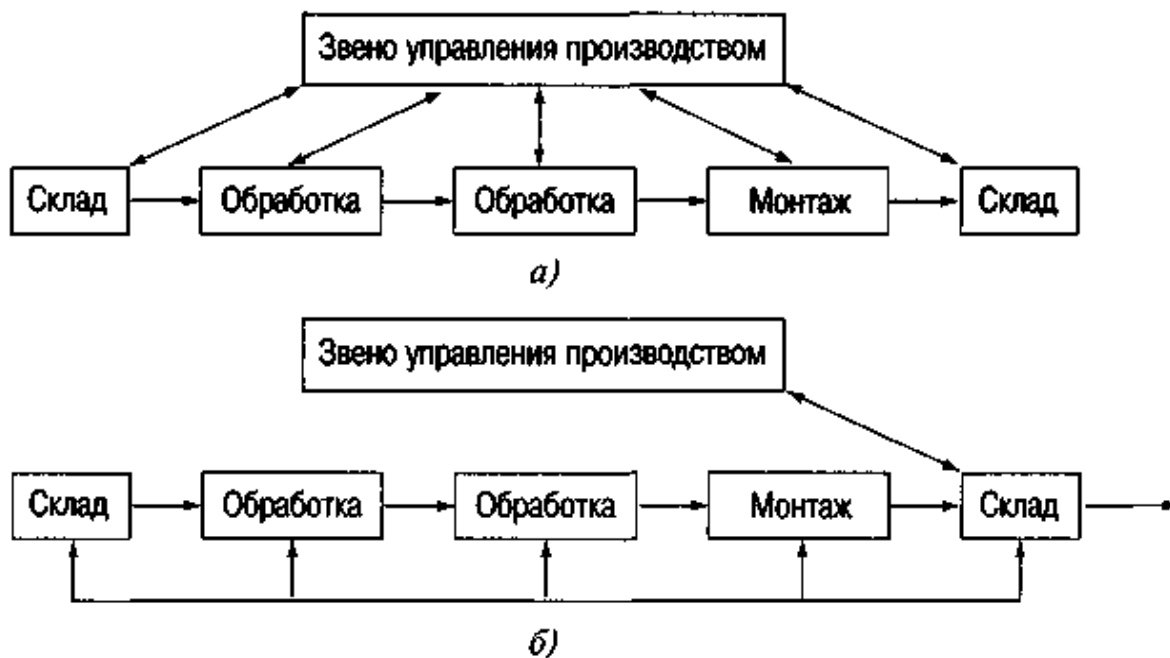 Звено управления производством
Склад Обработка Обработка Монтаж Склад
а)
Звено управления производством
Склад Обработка Обработка Монтаж Склад
б)